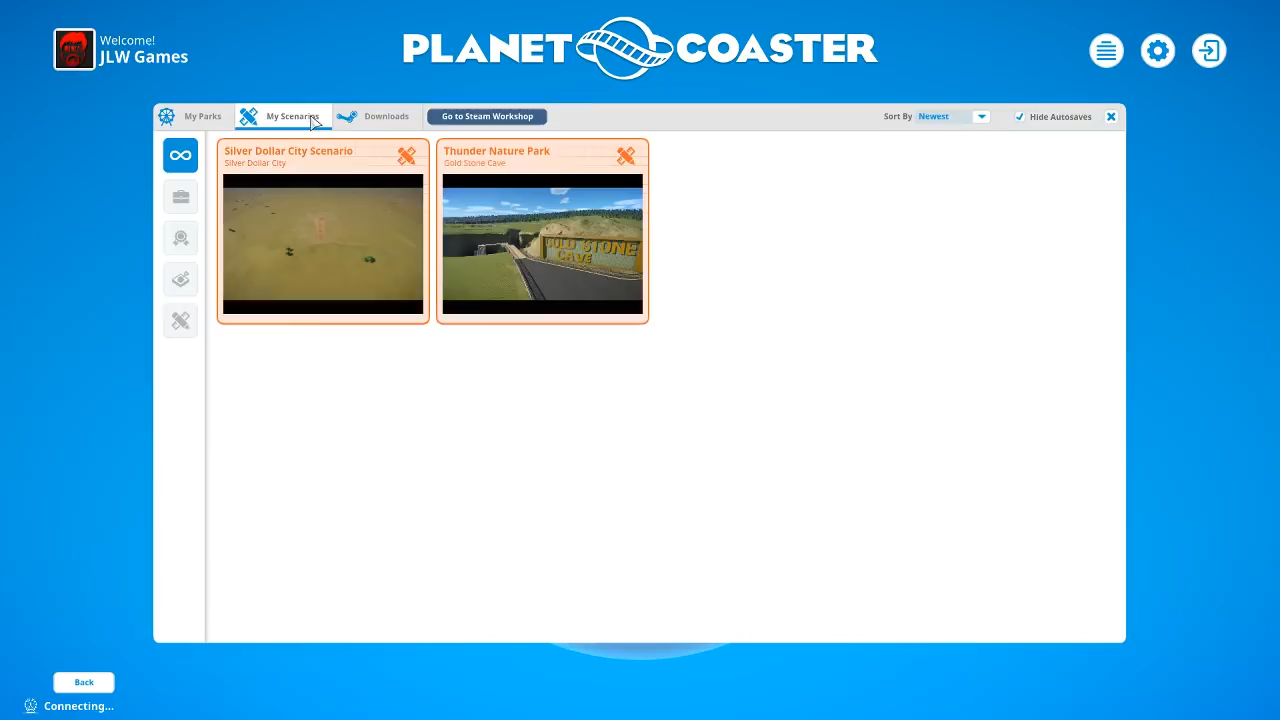 Welcome!
JLW Games
PLANET COASTER
My Parks
My Scenarios
Downloads
Go to Steam Workshop
Sort By Newest
Hide Autosaves
Silver Dollar City Scenario
Silver Dollar City
Thunder Nature Park
Gold Stone Cave
GOLD STONE
CAVE
Back
Connecting...